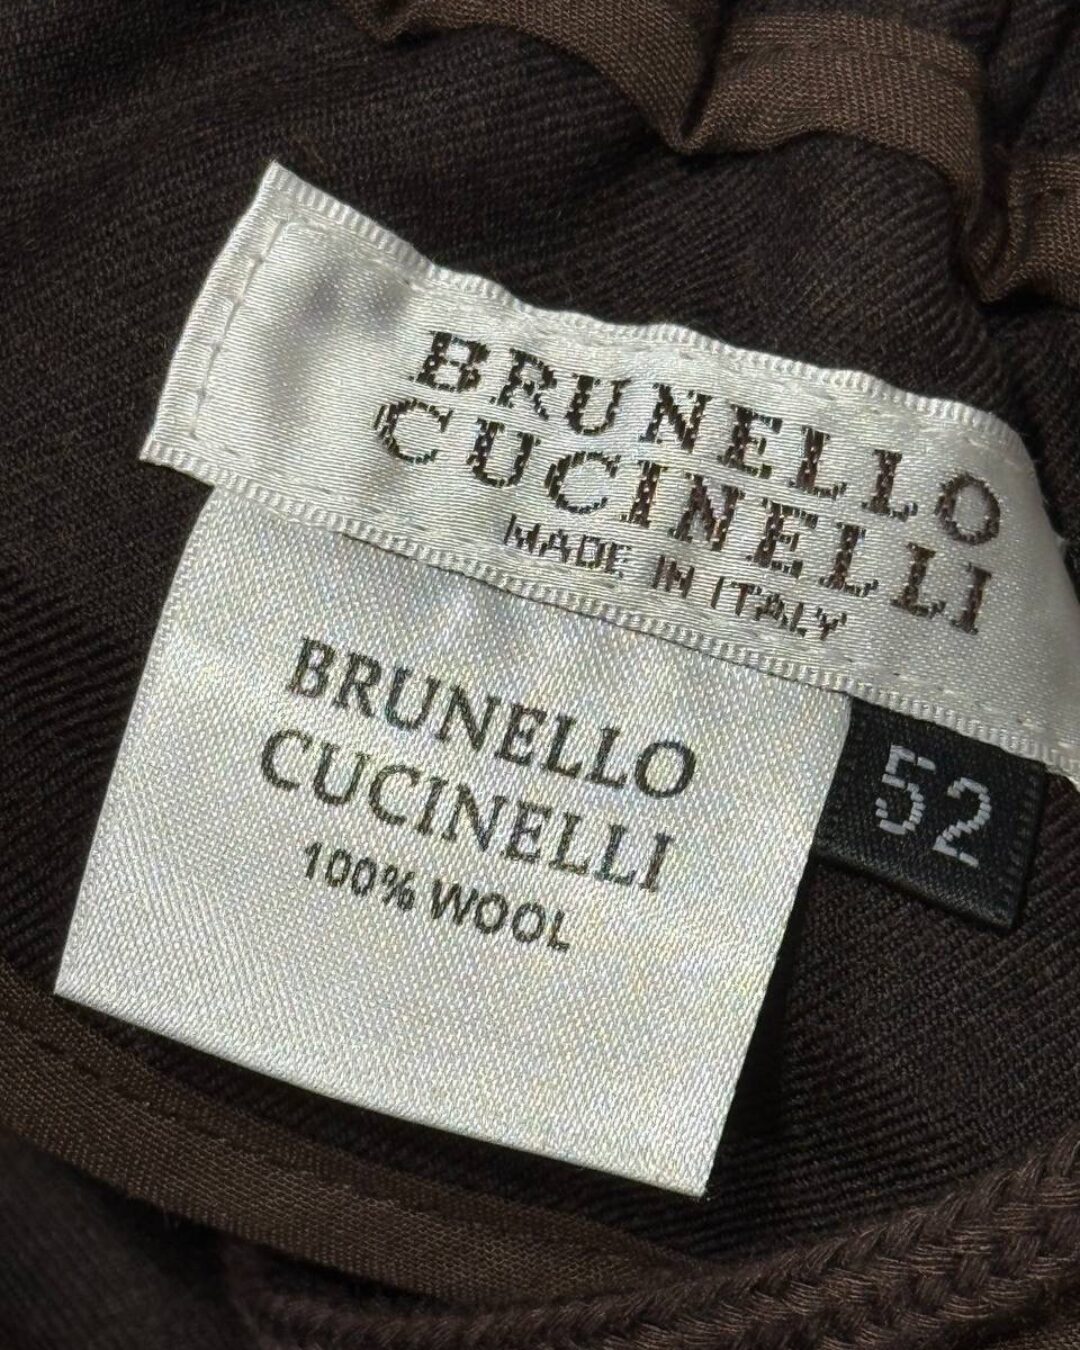 BRUNELLO
CUCINELLI
MADE IN ITALY
BRUNELLO
CUCINELLI
100% WOOL
52